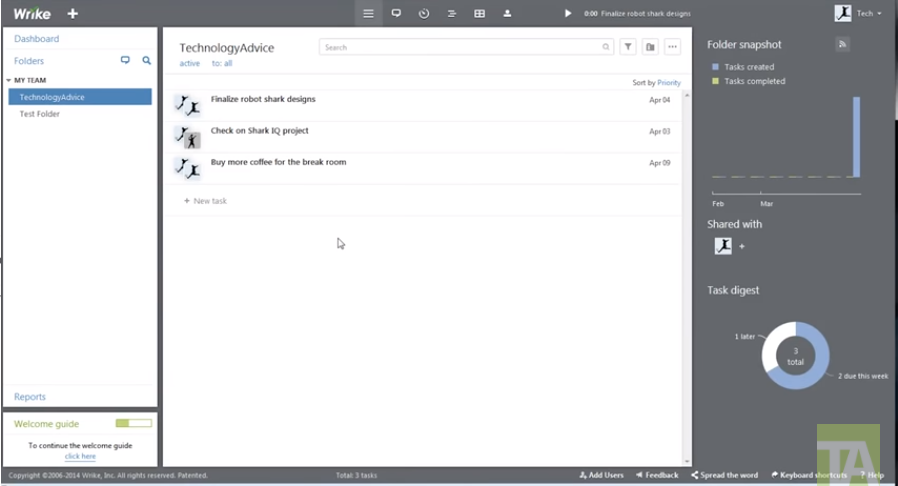 Wrike +
0:00 Finalize robot shark designs
Tech
Dashboard
Folders
MY TEAM
TechnologyAdvice
Test Folder
Reports
Welcome guide
To continue the welcome guide
click here
TechnologyAdvice
active to: all
Search
Sort by Priority
Finalize robot shark designs Apr 04
Check on Shark IQ project Apr 03
Buy more coffee for the break room Apr 09
+ New task
Folder snapshot
Tasks created
Tasks completed
Feb Mar
Shared with
+
Task digest
1 later
3
total
2 due this week
Copyright ©2006-2014 Wrike, Inc. All rights reserved. Patented.
Total: 3 tasks
Add Users Feedback Spread the word Keyboard shortcuts ? Help
TA